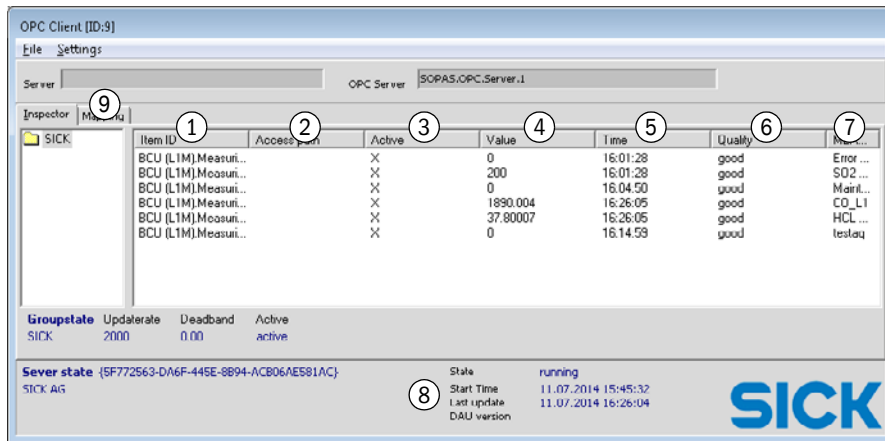 OPC Client [ID:9]
File Settings
Server OPC Server SOPAS.OPC.Server.1
9
Inspector Mapping
1 2 3 4 5 6 7
SICK
Item ID Access path Active Value Time Quality
BCU (L1M).Measuri... X 0 16:01:28 good Error ...
BCU (L1M).Measuri... X 200 16:01:28 good SO2 ...
BCU (L1M).Measuri... X 0 16:04:50 good Maint...
BCU (L1M).Measuri... X 1890.004 16:26:05 good CO_L1
BCU (L1M).Measuri... X 37.80007 16:26:05 good HCL ...
BCU (L1M).Measuri... X 0 16:14:59 good testag
Groupstate Updaterate Deadband Active
SICK 2000 0.00 active
Sever state {5F772563-DA6F-445E-8B94-ACB06AE581AC}
SICK AG
8
State running
Start Time 11.07.2014 15:45:32
Last update 11.07.2014 16:26:04
DAU version
SICK